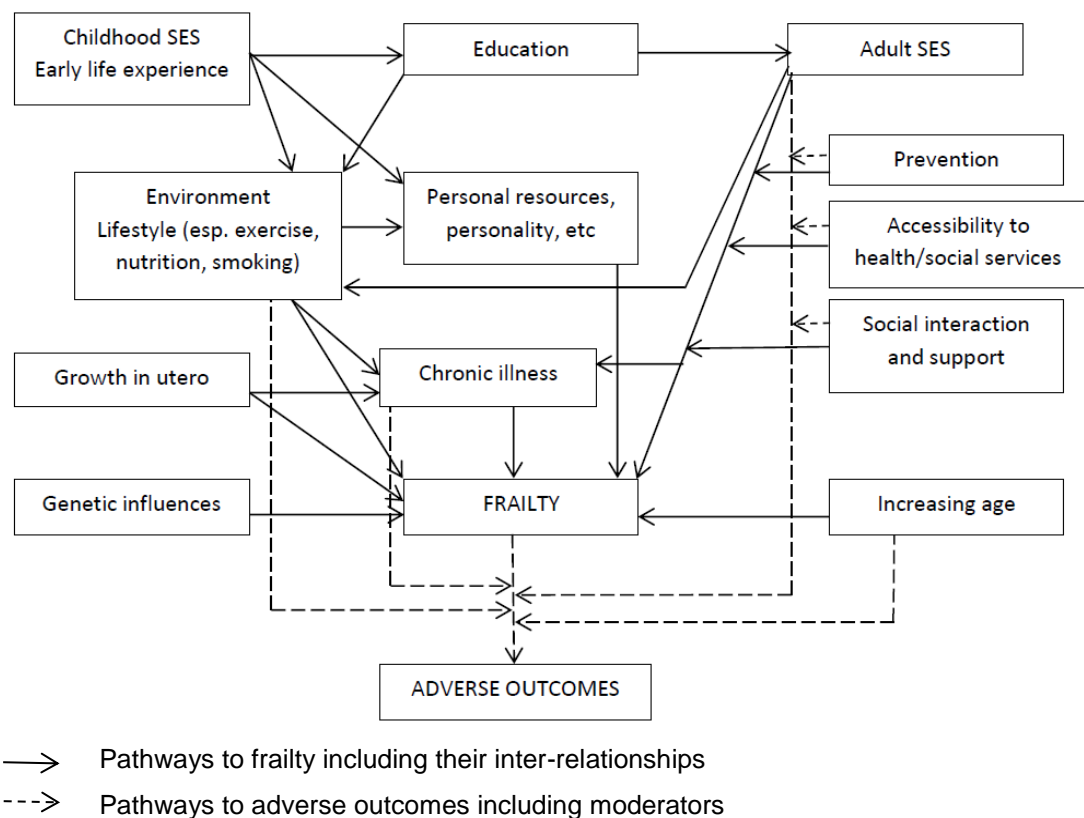 Childhood SES
Early life experience
Education
Adult SES
Environment
Lifestyle (esp. exercise,
nutrition, smoking)
Personal resources,
personality, etc
Prevention
Accessibility to
health/social services
Social interaction
and support
Growth in utero
Chronic illness
Genetic influences
FRAILTY
Increasing age
ADVERSE OUTCOMES
Pathways to frailty including their inter-relationships
Pathways to adverse outcomes including moderators